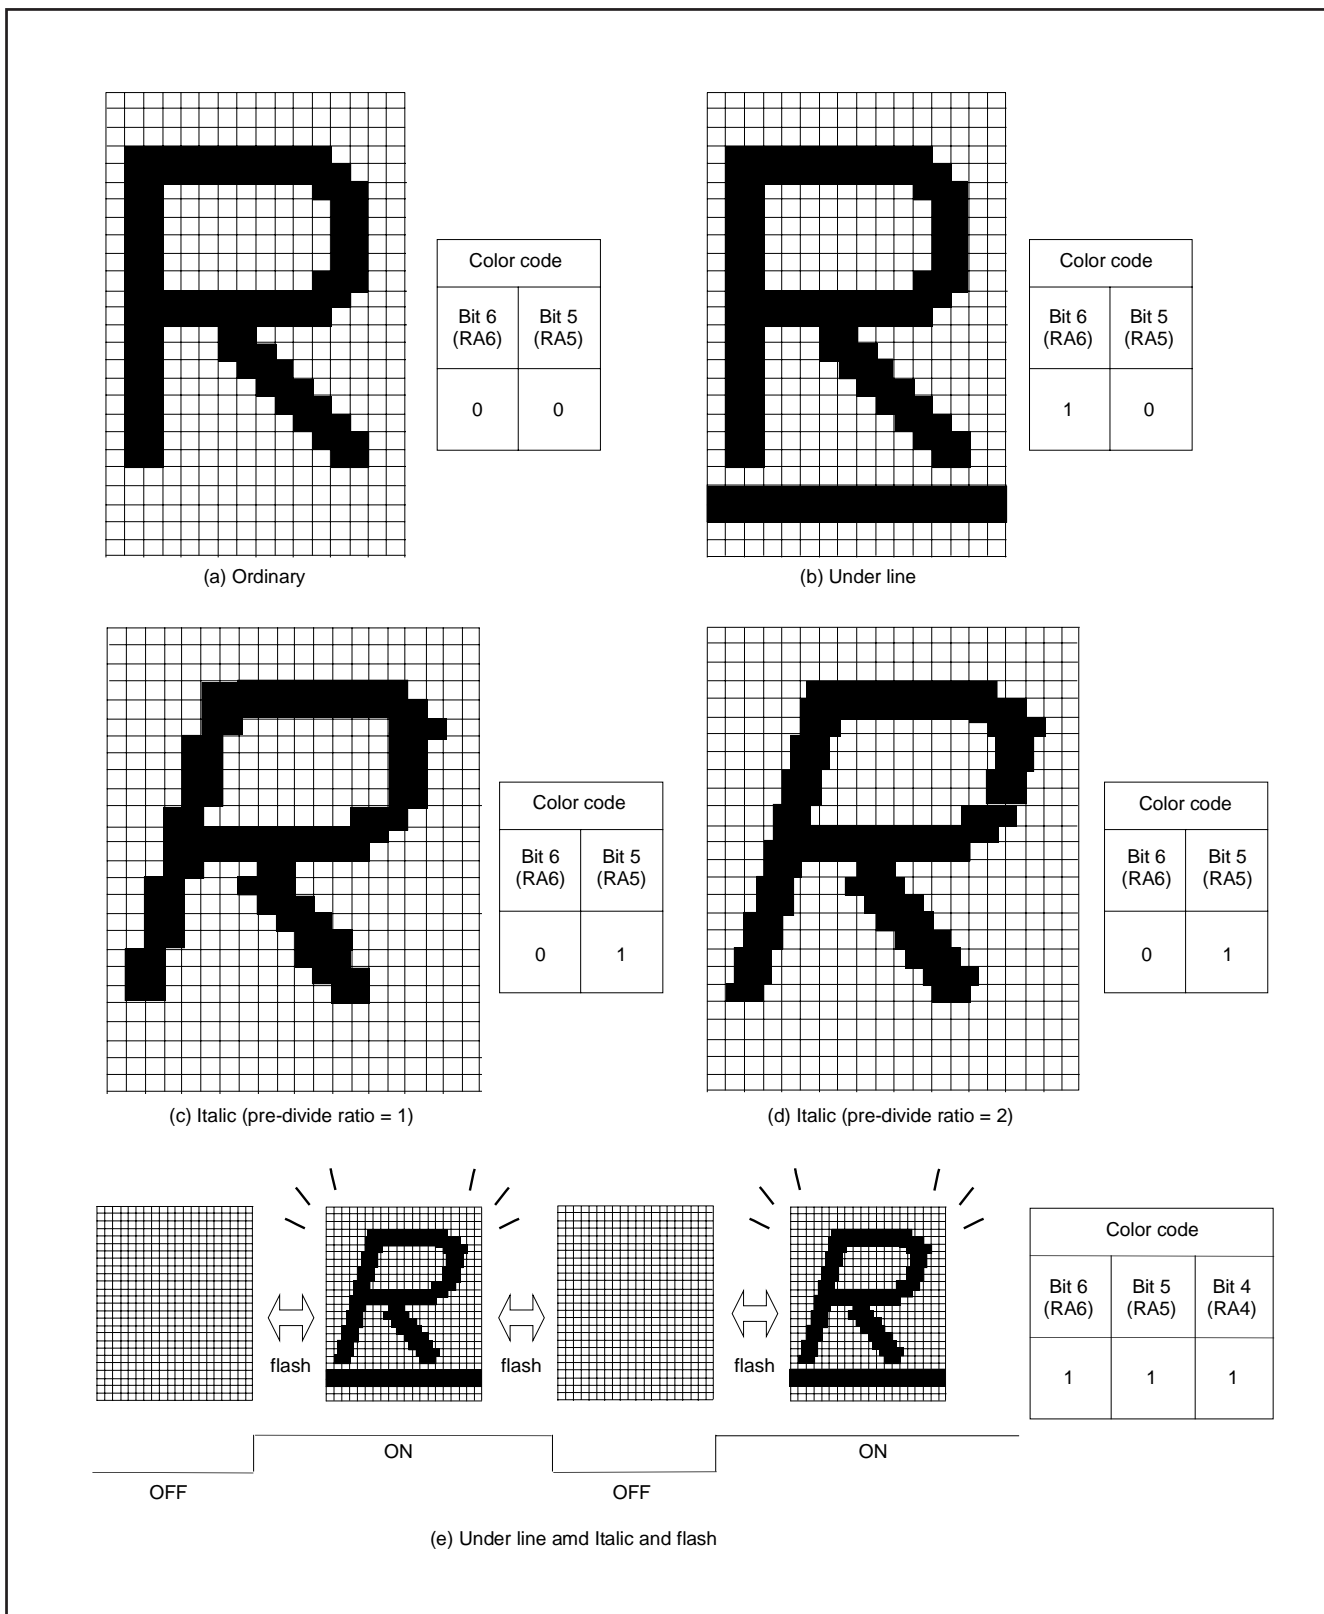 Color code
Bit 6 (RA6) Bit 5 (RA5)
0 0
(a) Ordinary
Color code
Bit 6 (RA6) Bit 5 (RA5)
1 0
(b) Under line
Color code
Bit 6 (RA6) Bit 5 (RA5)
0 1
(c) Italic (pre-divide ratio = 1)
Color code
Bit 6 (RA6) Bit 5 (RA5)
0 1
(d) Italic (pre-divide ratio = 2)
flash flash flash
Color code
Bit 6 (RA6) Bit 5 (RA5) Bit 4 (RA4)
1 1 1
OFF ON OFF ON
(e) Under line amd Italic and flash